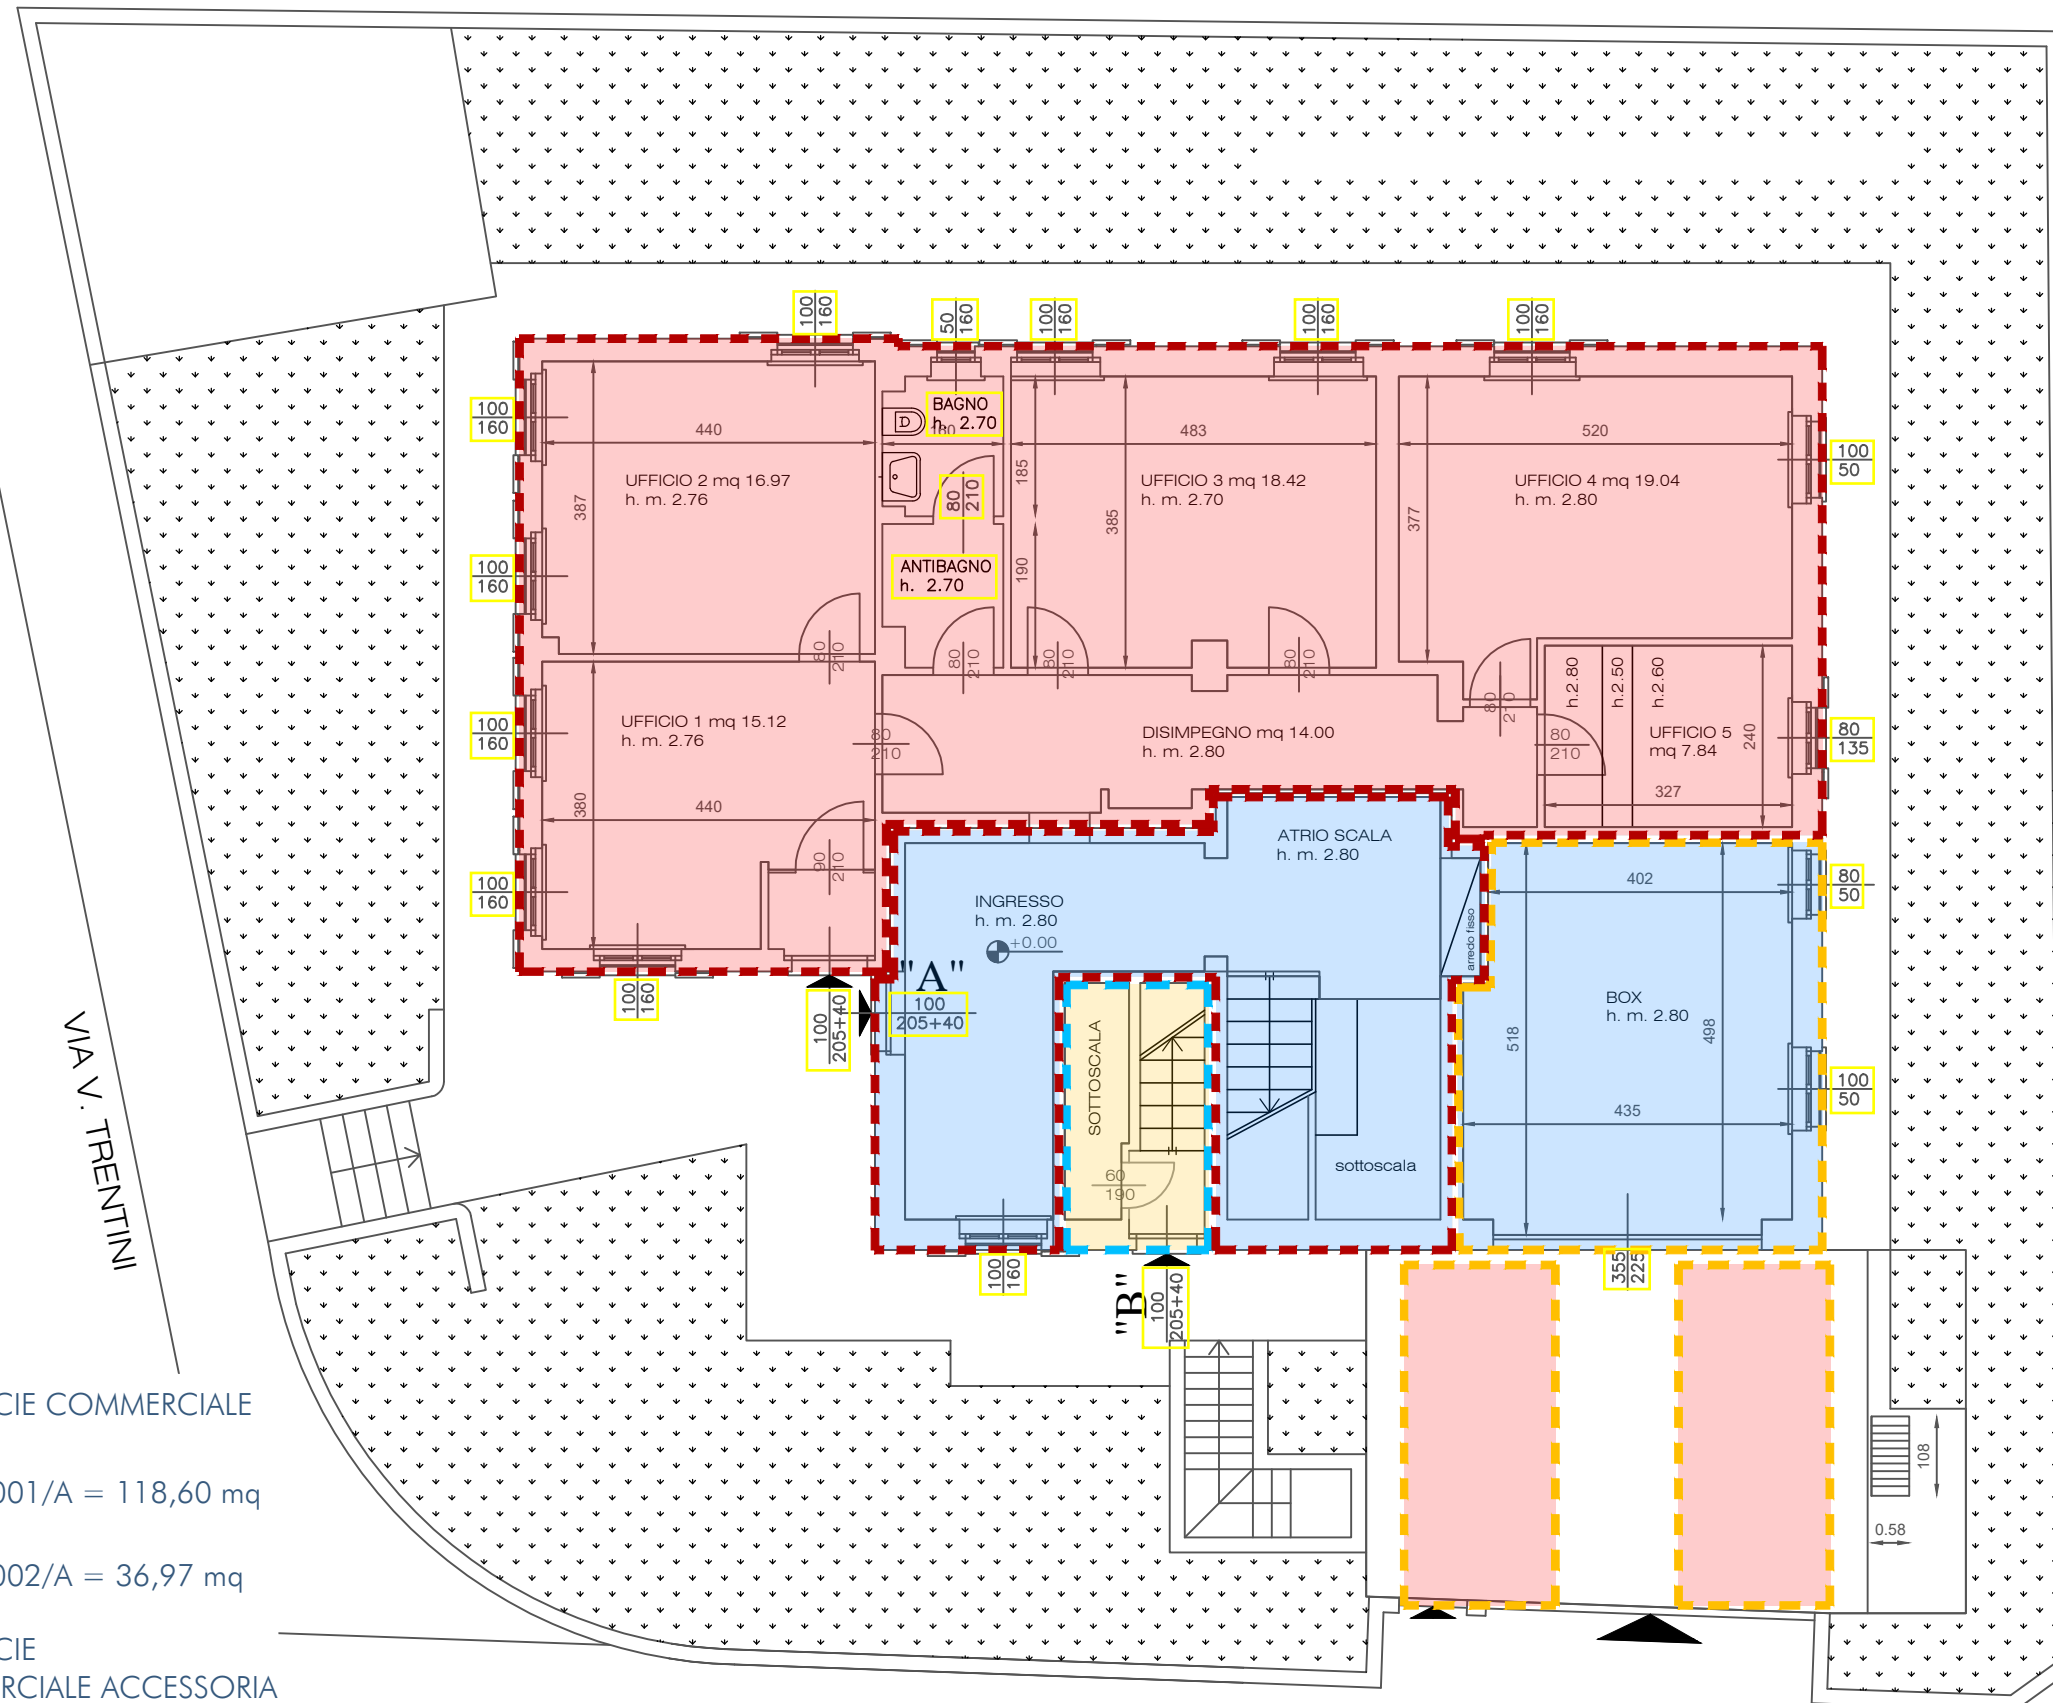 100
160
50
160
100
160
100
160
100
160
100
160
BAGNO
h. 2.70
440
483
520
100
50
185
UFFICIO 2 mq 16.97
h. m. 2.76
UFFICIO 3 mq 18.42
h. m. 2.70
UFFICIO 4 mq 19.04
h. m. 2.80
387
80
210
385
377
100
160
ANTIBAGNO
h. 2.70
190
80
210
80
210
80
210
80
210
80
210
h.2.80
h.2.50
h.2.60
100
160
UFFICIO 1 mq 15.12
h. m. 2.76
80
210
DISIMPEGNO mq 14.00
h. m. 2.80
80
210
UFFICIO 5
mq 7.84
240
80
135
380
440
327
90
210
ATRIO SCALA
h. m. 2.80
100
160
INGRESSO
h. m. 2.80
+0.00
arredo fisso
402
80
50
"A"
100
205+40
100
160
100
205+40
BOX
h. m. 2.80
518
498
SOTTOSCALA
100
50
435
VIA V. TRENTINI
60
190
sottoscala
100
160
"B"
100
205+40
355
225
CIE COMMERCIALE
001/A = 118,60 mq
108
0.58
002/A = 36,97 mq
CIE
RCIALE ACCESSORIA